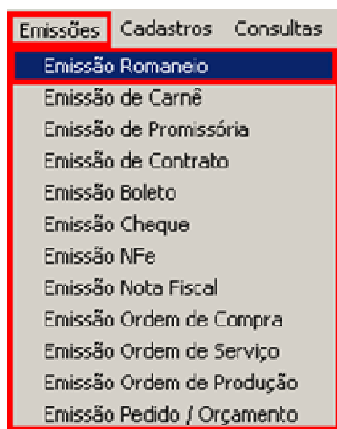 Emissões Cadastros Consultas
Emissão Romaneio
Emissão de Carnê
Emissão de Promissória
Emissão de Contrato
Emissão Boleto
Emissão Cheque
Emissão NFe
Emissão Nota Fiscal
Emissão Ordem de Compra
Emissão Ordem de Serviço
Emissão Ordem de Produção
Emissão Pedido / Orçamento